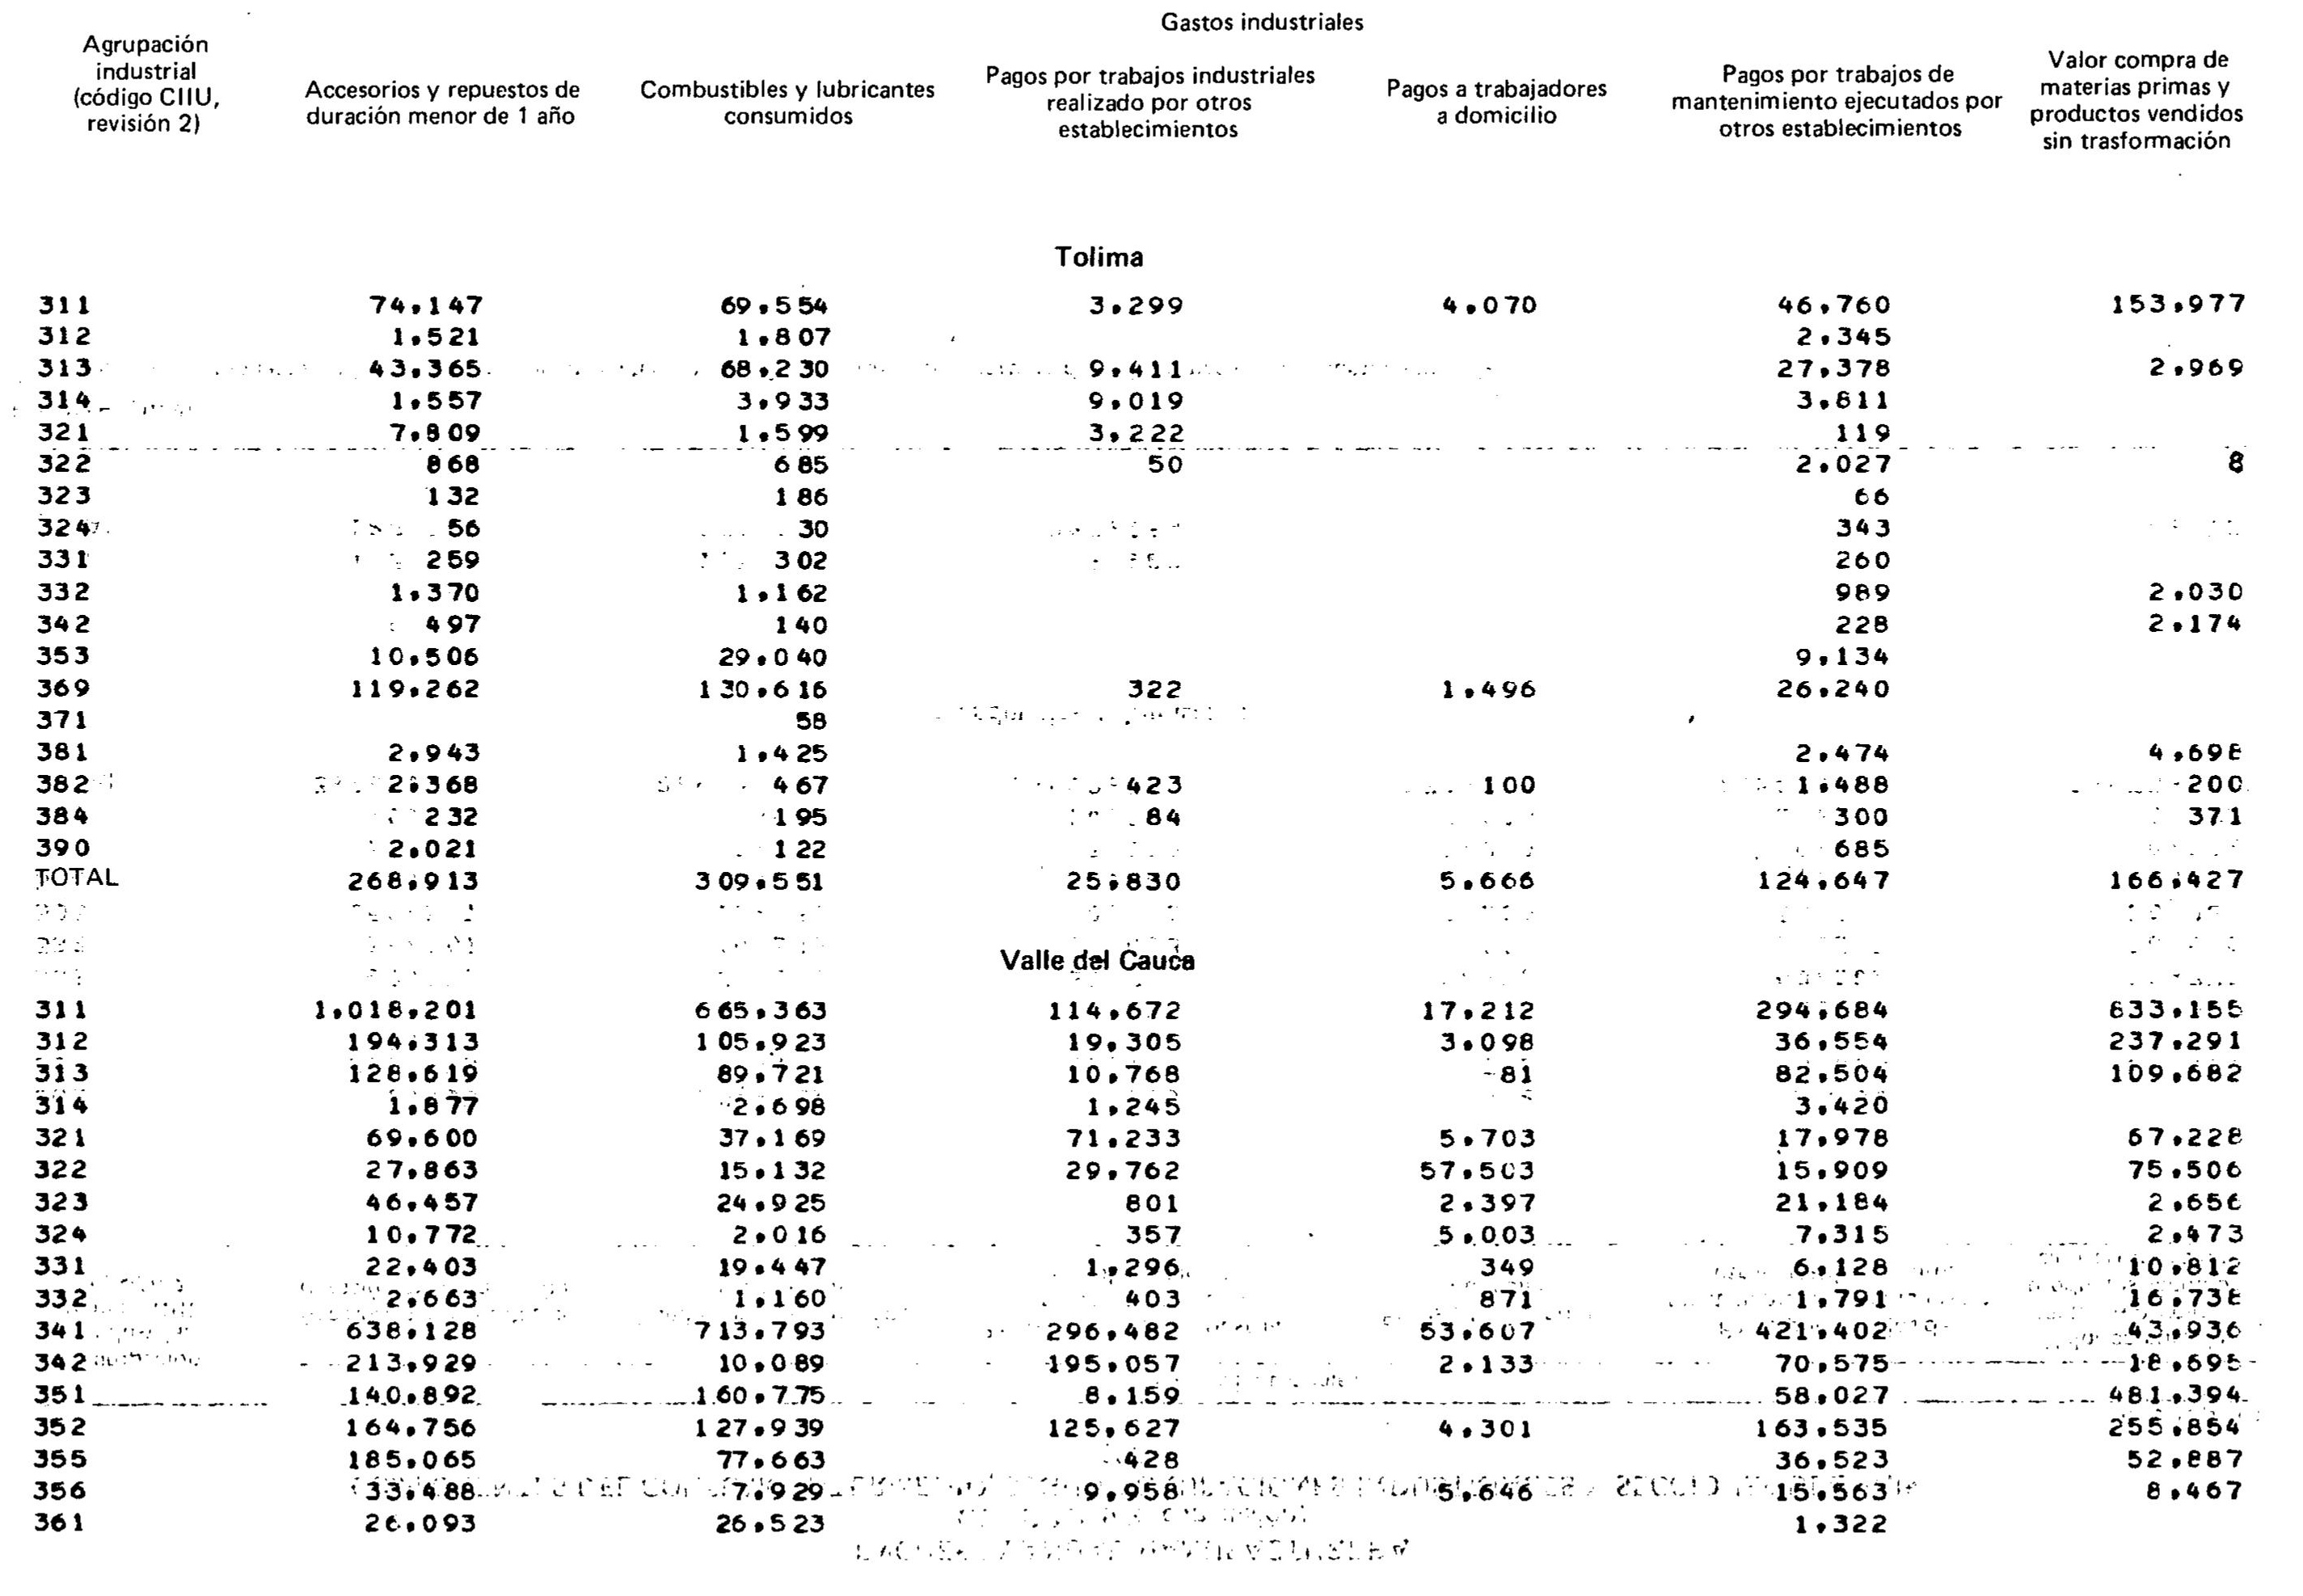 Gastos industriales
Agrupación industrial (código CIIU, revisión 2) Accesorios y repuestos de duración menor de 1 año Combustibles y lubricantes consumidos Pagos por trabajos industriales realizado por otros establecimientos Pagos a trabajadores a domicilio Pagos por trabajos de mantenimiento ejecutados por otros establecimientos Valor compra de materias primas y productos vendidos sin trasformación
Tolima
311 74.147 69.554 3.299 4.070 46.760 153.977
312 1.521 1.807 2.345
313 43.365 68.230 9.411 27.378 2.969
314 1.557 3.933 9.019 3.811
321 7.809 1.599 3.222 119
322 868 685 50 2.027 8
323 132 186 66
324 56 30 343
331 259 302 260
332 1.370 1.162 989 2.030
342 497 140 228 2.174
353 10.506 29.040 9.134
369 119.262 130.616 322 1.496 26.240
371 58
381 2.943 1.425 2.474 4.698
382 2.368 467 423 100 1.488 200
384 232 195 84 300 371
390 2.021 122 685
TOTAL 268.913 309.551 25.830 5.666 124.647 166.427
Valle del Cauca
311 1.018.201 665.363 114.672 17.212 294.684 833.155
312 194.313 105.923 19.305 3.098 36.554 237.291
313 128.619 89.721 10.768 81 82.504 109.682
314 1.877 2.698 1.245 3.420
321 69.600 37.169 71.233 5.703 17.978 67.228
322 27.863 15.132 29.762 57.503 15.909 75.506
323 46.457 24.925 801 2.397 21.184 2.656
324 10.772 2.016 357 5.003 7.315 2.473
331 22.403 19.447 1.296 349 6.128 10.812
332 2.663 1.160 403 871 1.791 16.738
341 638.128 713.793 296.482 53.607 421.402 43.936
342 213.929 10.089 195.057 2.133 70.575 18.695
351 140.892 160.775 8.159 58.027 481.394
352 164.756 127.939 125.627 4.301 163.535 255.854
355 185.065 77.663 428 36.523 52.887
356 33.488 7.929 9.958 5.646 15.563 8.467
361 26.093 26.523 1.322